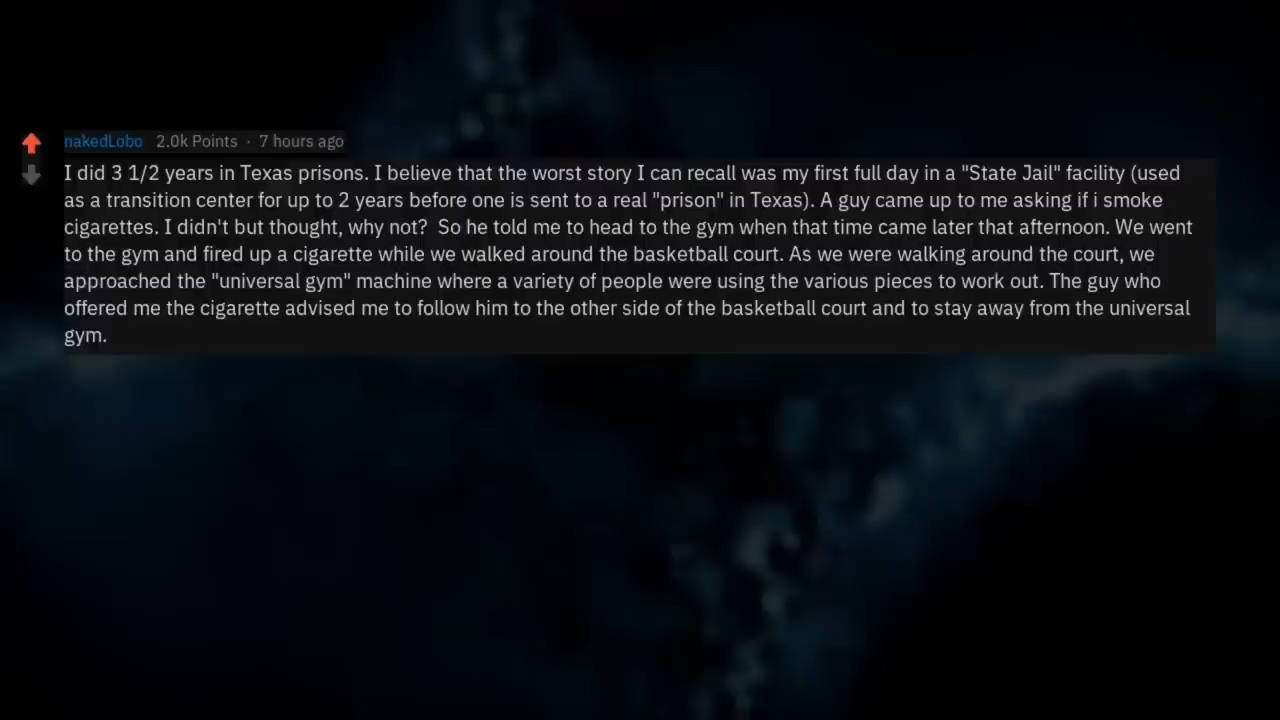 nakedLobo 2.0k Points · 7 hours ago
I did 3 1/2 years in Texas prisons. I believe that the worst story I can recall was my first full day in a "State Jail" facility (used
as a transition center for up to 2 years before one is sent to a real "prison" in Texas). A guy came up to me asking if i smoke
cigarettes. I didn't but thought, why not?  So he told me to head to the gym when that time came later that afternoon. We went
to the gym and fired up a cigarette while we walked around the basketball court. As we were walking around the court, we
approached the "universal gym" machine where a variety of people were using the various pieces to work out. The guy who
offered me the cigarette advised me to follow him to the other side of the basketball court and to stay away from the universal
gym.